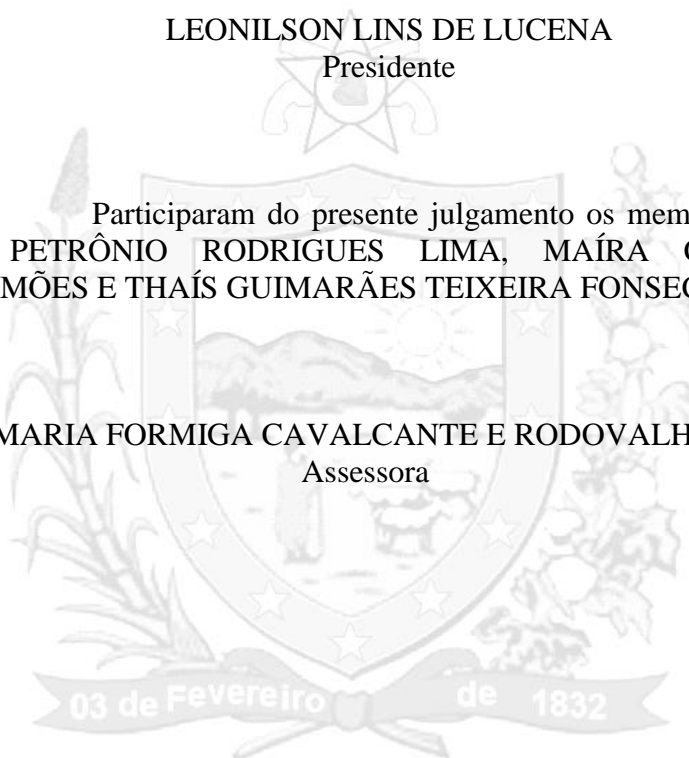 LEONILSON LINS DE LUCENA
Presidente
Participaram do presente julgamento os mem
PETRÔNIO RODRIGUES LIMA, MAÍRA
MÕES E THAÍS GUIMARÃES TEIXEIRA FONSE
MARIA FORMIGA CAVALCANTE E RODOVALH
Assessora
03 de Fevereiro de 1832